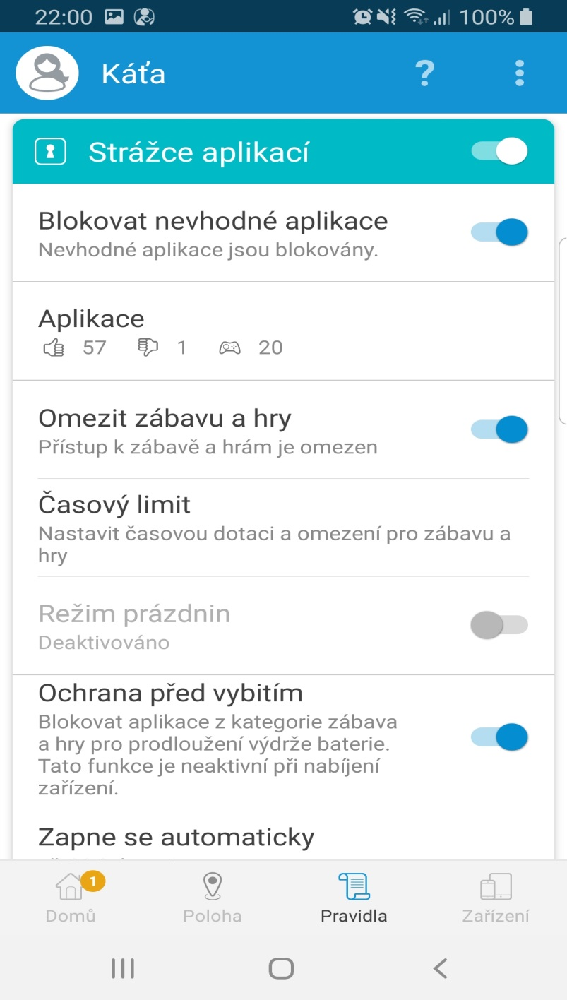 22:00
100%
Káťa
?
Strážce aplikací
Blokovat nevhodné aplikace
Nevhodné aplikace jsou blokovány.
Aplikace
57 1 20
Omezit zábavu a hry
Přístup k zábavě a hrám je omezen
Časový limit
Nastavit časovou dotaci a omezení pro zábavu a
hry
Režim prázdnin
Deaktivováno
Ochrana před vybitím
Blokovat aplikace z kategorie zábava
a hry pro prodloužení výdrže baterie.
Tato funkce je neaktivní při nabíjení
zařízení.
Zapne se automaticky
1
Domů Poloha Pravidla Zařízení